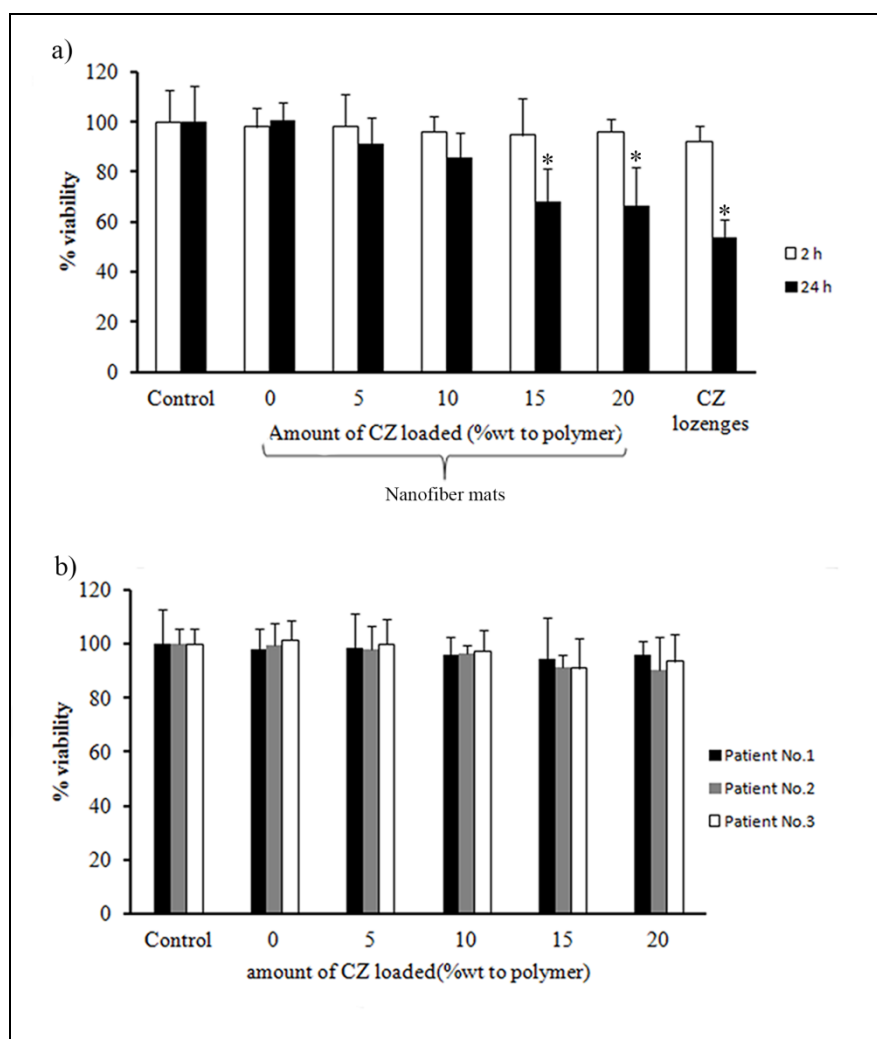 a)
120
100
80
60
40
20
0
% viability
* * *
2 h
24 h
Control 0 5 10 15 20 CZ
lozenges
Amount of CZ loaded (%wt to polymer)
Nanofiber mats
b)
120
100
80
60
40
20
0
% viability
Patient No.1
Patient No.2
Patient No.3
Control 0 5 10 15 20
amount of CZ loaded(%wt to polymer)